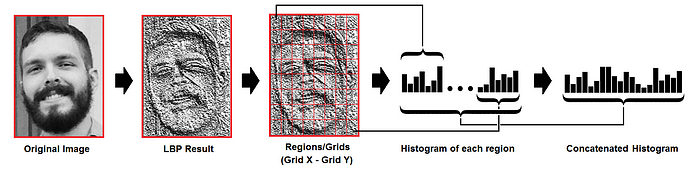 Original Image
LBP Result
Regions/Grids
(Grid X - Grid Y)
Histogram of each region
Concatenated Histogram